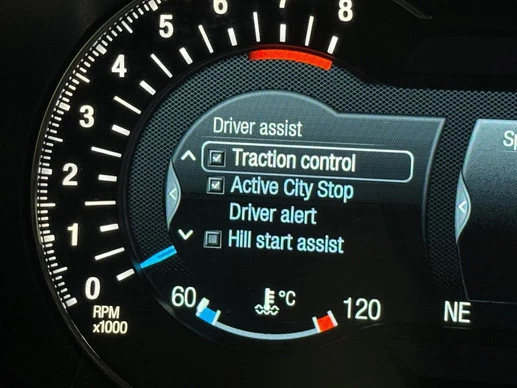 8
7
6
5
4
3
2
1
0
RPM
x1000
Driver assist
Traction control
Active City Stop
Driver alert
Hill start assist
60 °C 120
NE
Sp